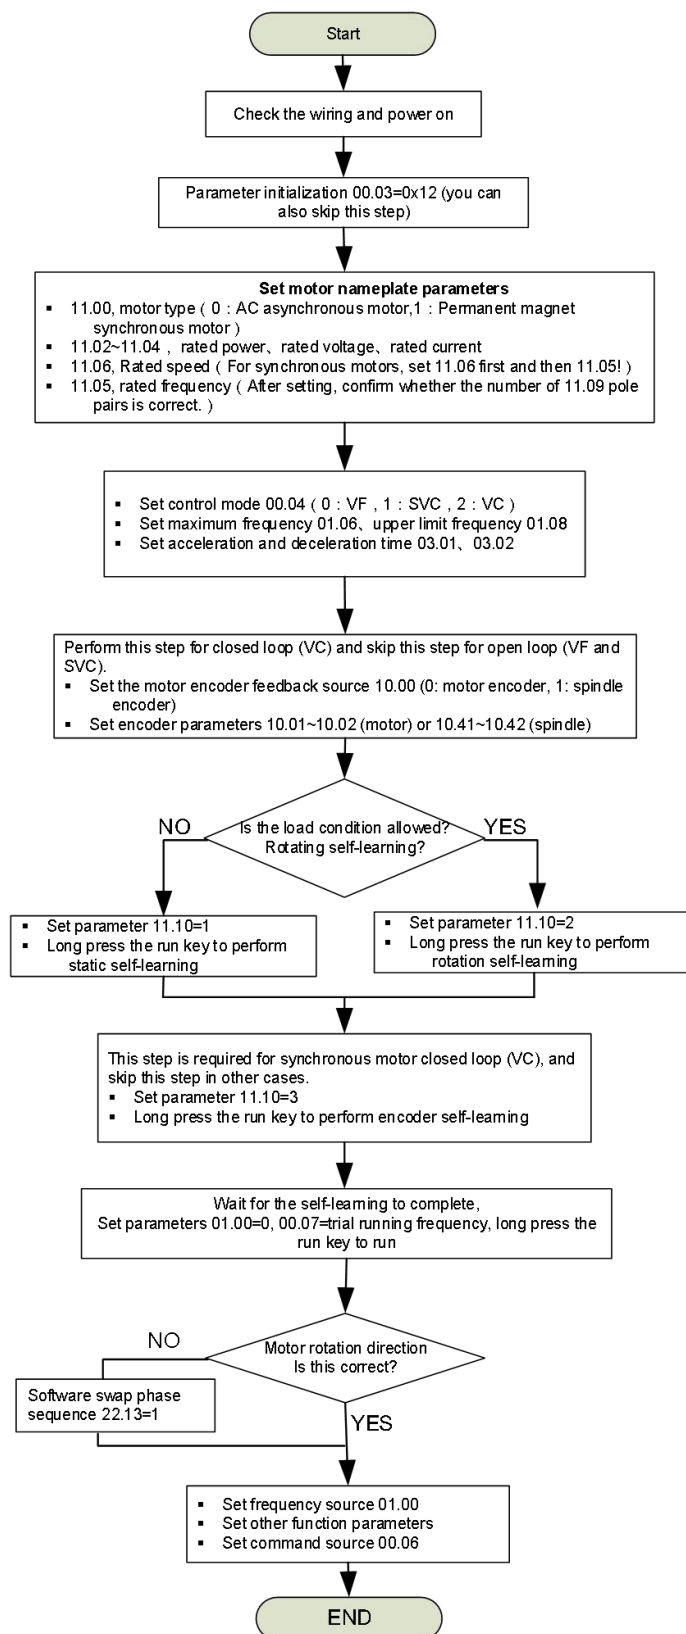 Start
Check the wiring and power on
Parameter initialization 00.03=0x12 (you can
also skip this step)
Set motor nameplate parameters
▪ 11.00, motor type（ 0：AC asynchronous motor,1：Permanent magnet
synchronous motor）
▪ 11.02~11.04， rated power、rated voltage、rated current
▪ 11.06, Rated speed（ For synchronous motors, set 11.06 first and then 11.05!）
▪ 11.05, rated frequency（ After setting, confirm whether the number of 11.09 pole
pairs is correct.）
▪ Set control mode 00.04（ 0：VF，1：SVC，2：VC）
▪ Set maximum frequency 01.06、upper limit frequency 01.08
▪ Set acceleration and deceleration time 03.01、03.02
Perform this step for closed loop (VC) and skip this step for open loop (VF and
SVC).
▪ Set the motor encoder feedback source 10.00 (0: motor encoder, 1: spindle
encoder)
▪ Set encoder parameters 10.01~10.02 (motor) or 10.41~10.42 (spindle)
Is the load condition allowed?
Rotating self-learning?
NO
YES
▪ Set parameter 11.10=1
▪ Long press the run key to perform
static self-learning
▪ Set parameter 11.10=2
▪ Long press the run key to perform
rotation self-learning
This step is required for synchronous motor closed loop (VC), and
skip this step in other cases.
▪ Set parameter 11.10=3
▪ Long press the run key to perform encoder self-learning
Wait for the self-learning to complete,
Set parameters 01.00=0, 00.07=trial running frequency, long press the
run key to run
Motor rotation direction
Is this correct?
NO
Software swap phase
sequence 22.13=1
YES
▪ Set frequency source 01.00
▪ Set other function parameters
▪ Set command source 00.06
END